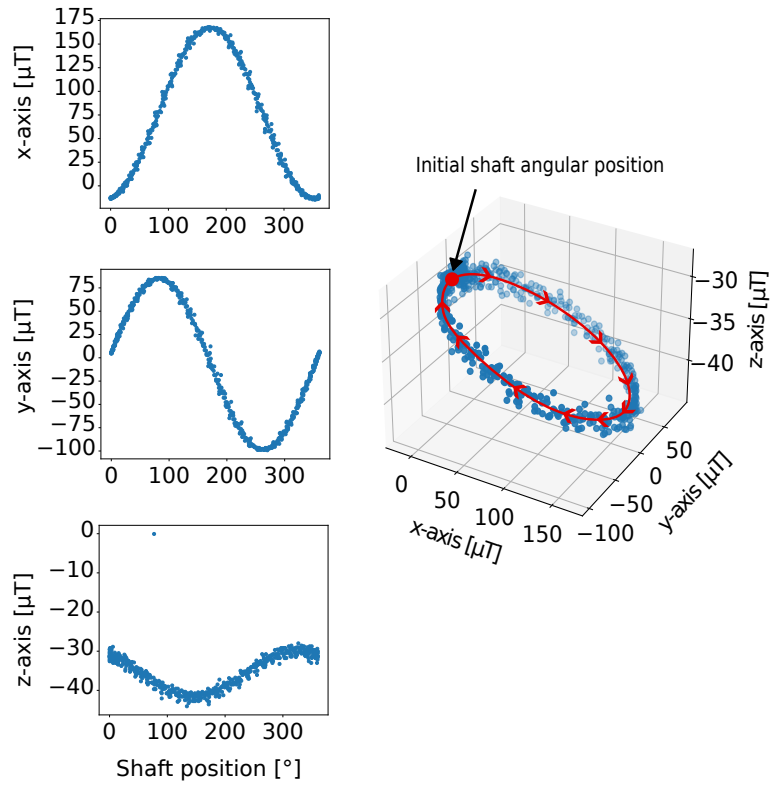 175
150
125
100
75
50
25
0
x-axis [µT]
0 100 200 300
75
50
25
0
−25
−50
−75
−100
y-axis [µT]
0 100 200 300
0
−10
−20
−30
−40
z-axis [µT]
0 100 200 300
Shaft position [°]
Initial shaft angular position
−30
−35
−40
z-axis [µT]
50
0
−50
−100
y-axis [µT]
0
50
100
150
x-axis [µT]